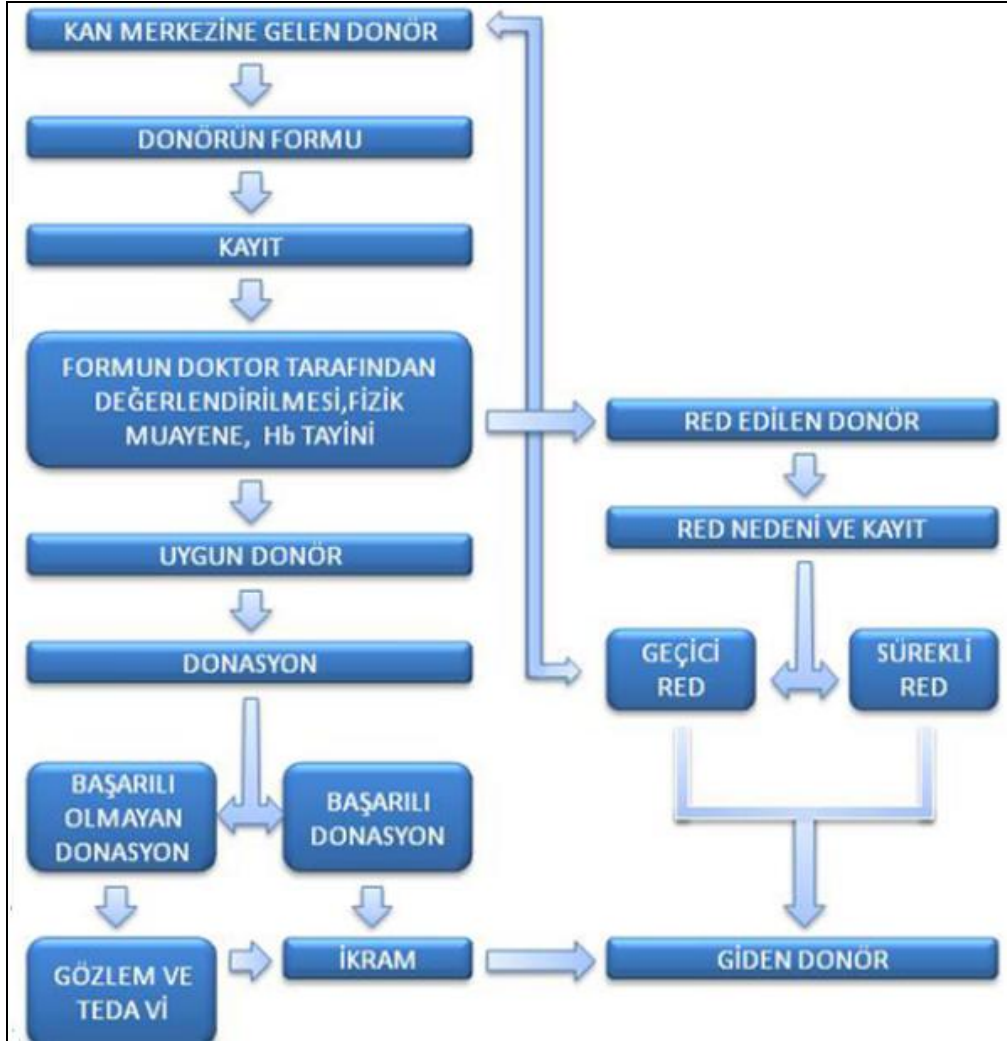 KAN MERKEZİNE GELEN DONÖR
DONÖRÜN FORMU
KAYIT
FORMUN DOKTOR TARAFINDAN
DEĞERLENDİRİLMESİ,FİZİK
MUAYENE, Hb TAYİNİ
RED EDİLEN DONÖR
RED NEDENİ VE KAYIT
UYGUN DONÖR
DONASYON
GEÇİCİ
RED
SÜREKLİ
RED
BAŞARILI
OLMAYAN
DONASYON
BAŞARILI
DONASYON
GÖZLEM VE
TEDA Vİ
İKRAM
GİDEN DONÖR